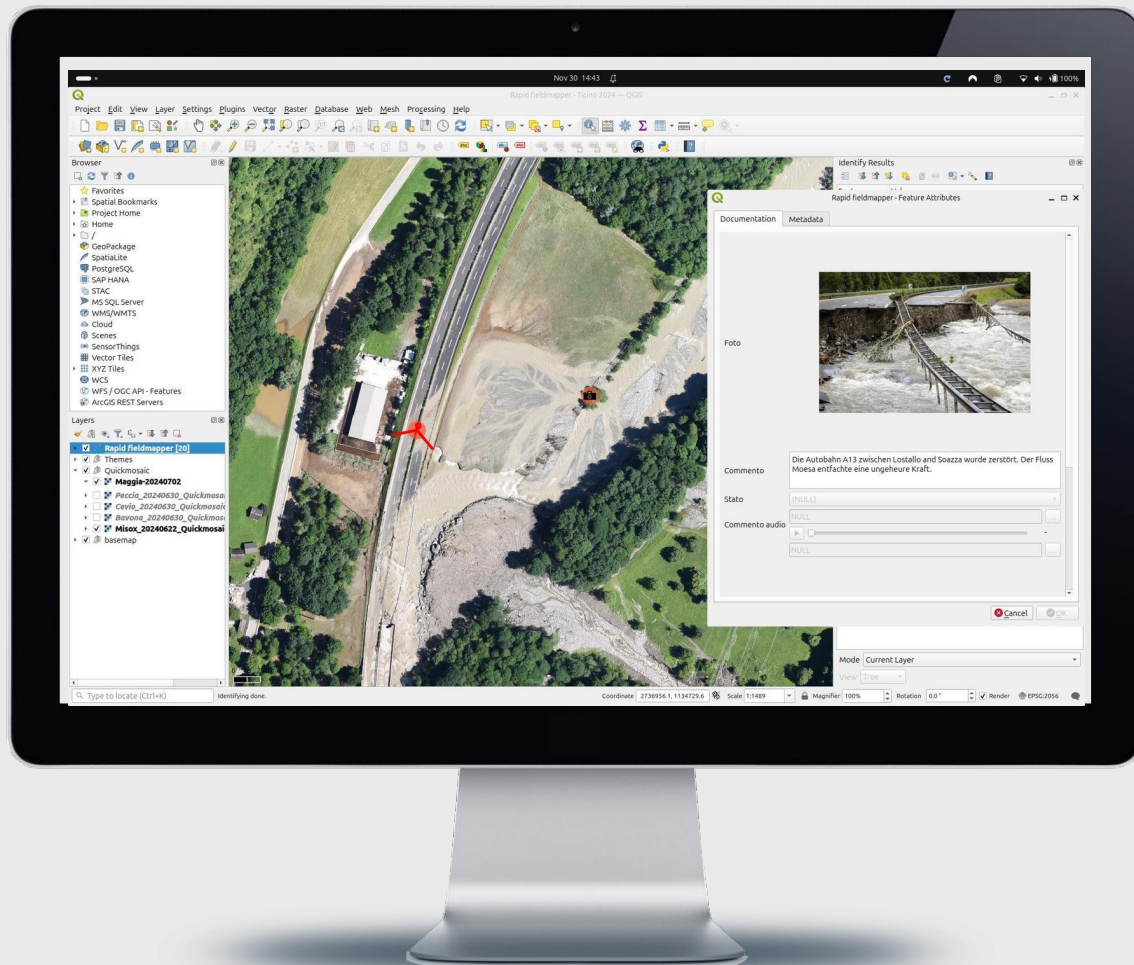 Nov 30 14:43
100%
Rapid fieldmapper - Ticino 2024 — QGIS
Project Edit View Layer Settings Plugins Vector Raster Database Web Mesh Processing Help
Browser
Favorites
Spatial Bookmarks
Project Home
Home
/
GeoPackage
SpatiaLite
PostgreSQL
SAP HANA
STAC
MS SQL Server
WMS/WMTS
Cloud
Scenes
SensorThings
Vector Tiles
XYZ Tiles
WCS
WFS / OGC API - Features
ArcGIS REST Servers
Layers
Rapid fieldmapper [20]
Themes
Quickmosaic
Maggia-20240702
Peccia_20240630_Quickmosai
Cevio_20240630_Quickmosaic
Bavona_20240630_Quickmos
Misox_20240622_Quickmosai
basemap
Identify Results
Rapid fieldmapper - Feature Attributes
Documentation Metadata
Foto
Commento
Die Autobahn A13 zwischen Lostallo and Soazza wurde zerstört. Der Fluss
Moesa entfachte eine ungeheure Kraft.
Stato (NULL)
Commento audio
NULL
...
-
NULL
...
Cancel OK
Mode Current Layer
View Tree
Type to locate (Ctrl+K) Identifying done. Coordinate 2736956.1, 1134729.6 Scale 1:1489 Magnifier 100% Rotation 0.0 ° Render EPSG:2056